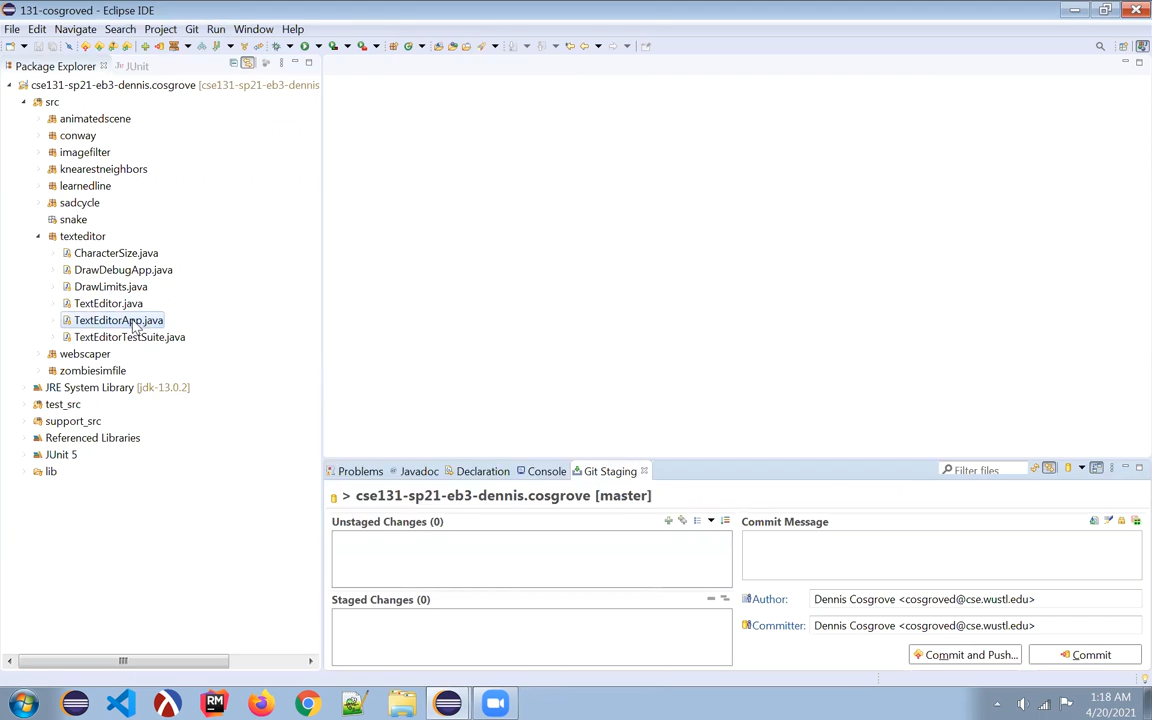 131-cosgroved - Eclipse IDE
File Edit Navigate Search Project Git Run Window Help
Package Explorer JUnit
cse131-sp21-eb3-dennis.cosgrove [cse131-sp21-eb3-dennis
src
animatedscene
conway
imagefilter
knearestneighbors
learnedline
sadcycle
snake
texteditor
CharacterSize.java
DrawDebugApp.java
DrawLimits.java
TextEditor.java
TextEditorApp.java
TextEditorTestSuite.java
webscaper
zombiesimfile
JRE System Library [jdk-13.0.2]
test_src
support_src
Referenced Libraries
JUnit 5
lib
Problems Javadoc Declaration Console Git Staging
Filter files
> cse131-sp21-eb3-dennis.cosgrove [master]
Unstaged Changes (0)
Commit Message
Staged Changes (0)
Author: Dennis Cosgrove <cosgroved@cse.wustl.edu>
Committer: Dennis Cosgrove <cosgroved@cse.wustl.edu>
Commit and Push... Commit
RM
1:18 AM
4/20/2021